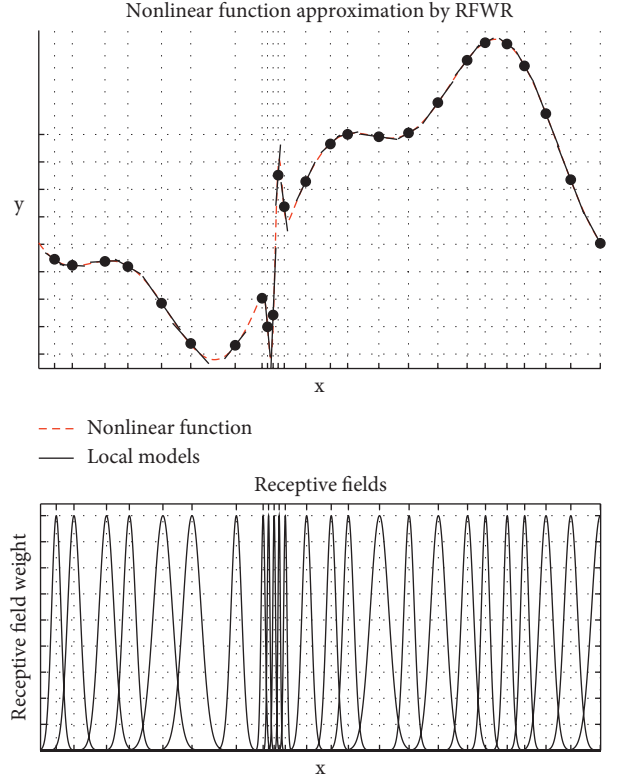 Nonlinear function approximation by RFWR
y
x
Nonlinear function
Local models
Receptive fields
Receptive field weight
x